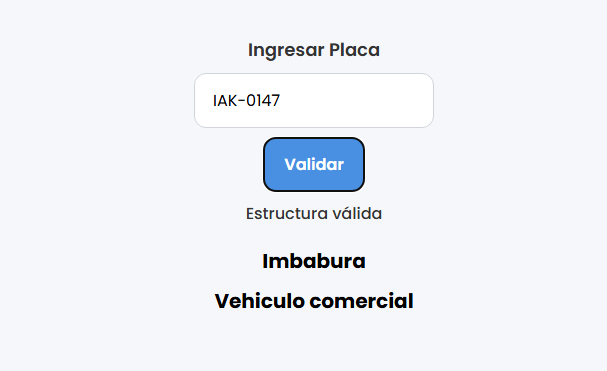 Ingresar Placa
IAK-0147
Validar
Estructura válida
Imbabura
Vehiculo comercial